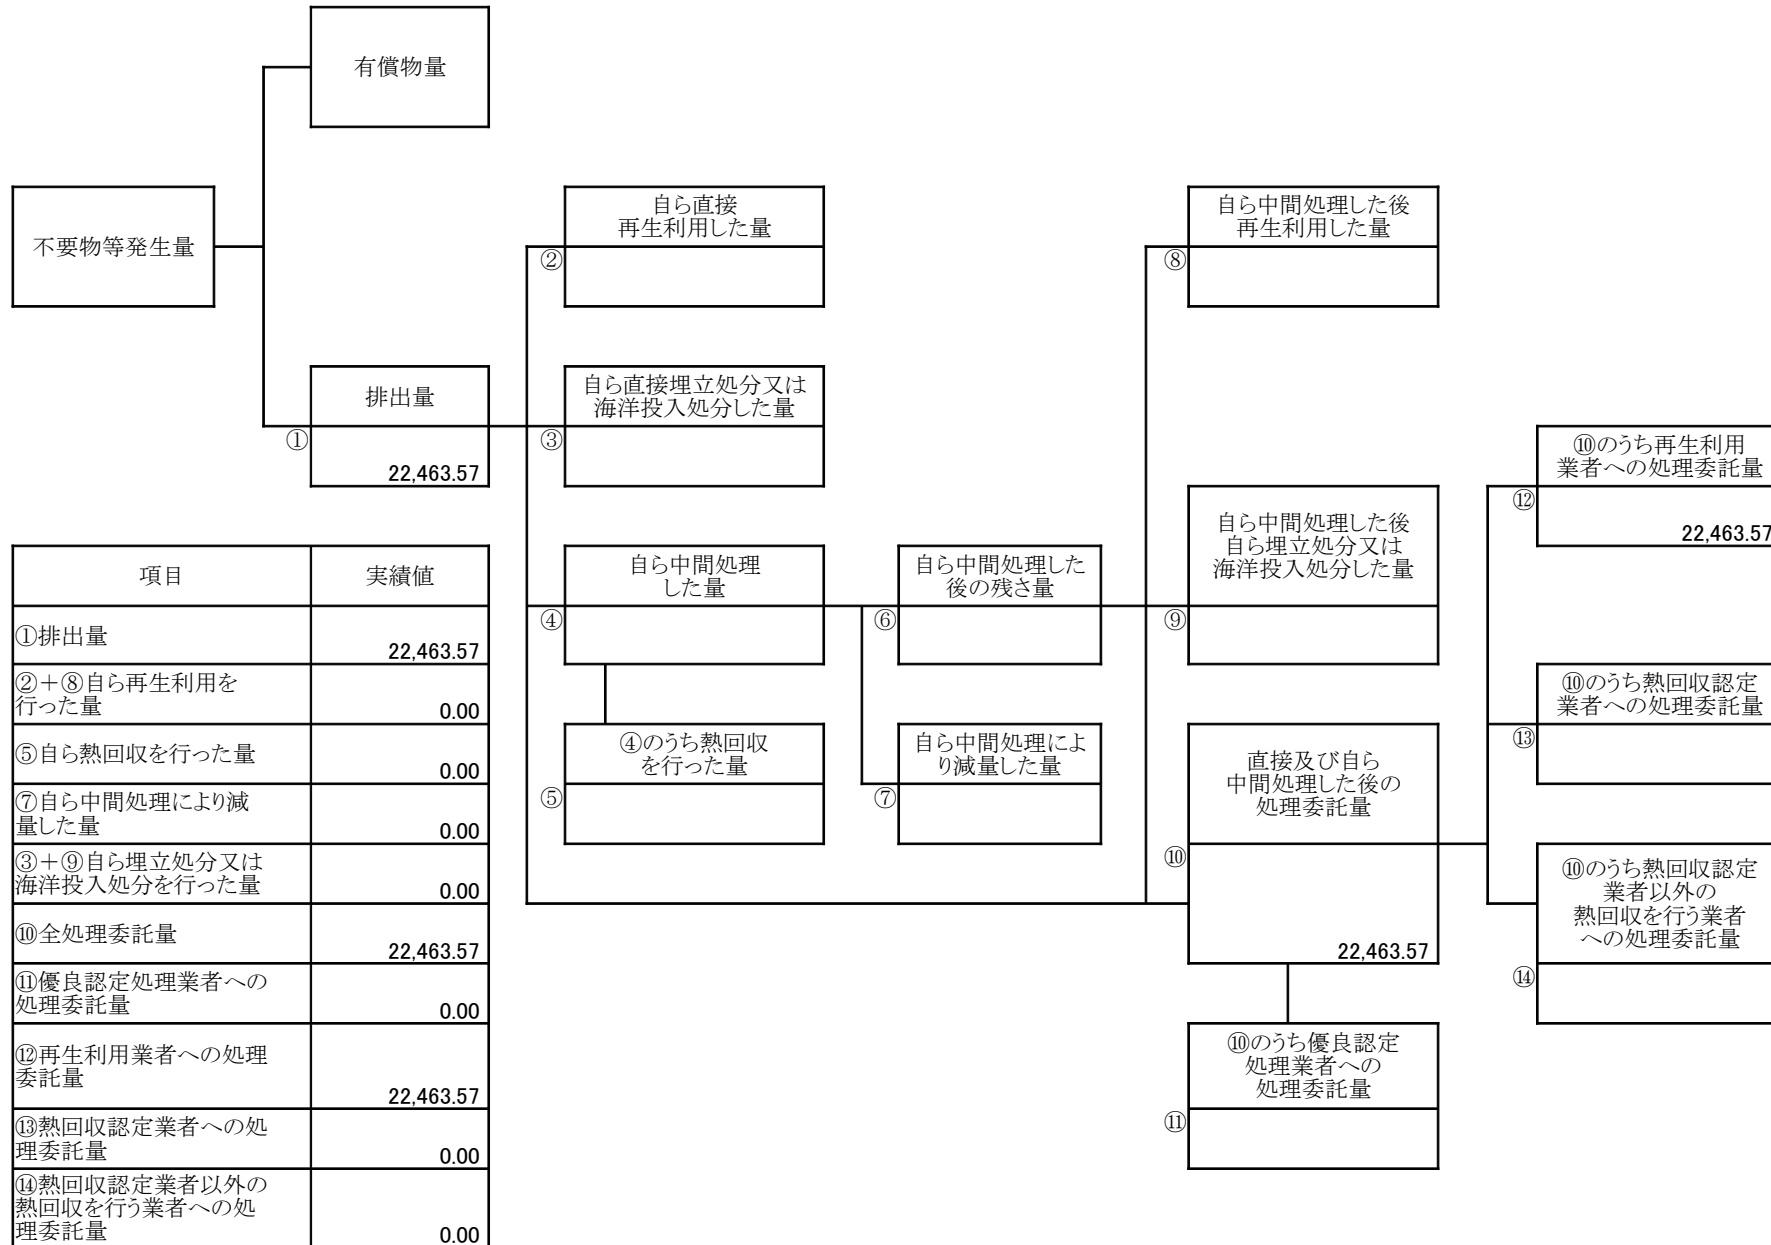 有償物量
不要物等発生量
自ら直接
再生利用した量
②
自ら中間処理した後
再生利用した量
⑧
排出量
①
22,463.57
自ら直接埋立処分又は
海洋投入処分した量
③
⑩のうち再生利用
業者への処理委託量
⑫
22,463.57
自ら中間処理
した量
④
自ら中間処理した
後の残さ量
⑥
自ら中間処理した後
自ら埋立処分又は
海洋投入処分した量
⑨
④のうち熱回収
を行った量
⑤
自ら中間処理によ
り減量した量
⑦
直接及び自ら
中間処理した後の
処理委託量
⑩
22,463.57
⑩のうち熱回収認定
業者への処理委託量
⑬
⑩のうち熱回収認定
業者以外の
熱回収を行う業者
への処理委託量
⑭
⑩のうち優良認定
処理業者への
処理委託量
⑪
項目
実績値
①排出量
22,463.57
②+⑧自ら再生利用を
行った量
0.00
⑤自ら熱回収を行った量
0.00
⑦自ら中間処理により減
量した量
0.00
③+⑨自ら埋立処分又は
海洋投入処分を行った量
0.00
⑩全処理委託量
22,463.57
⑪優良認定処理業者への
処理委託量
0.00
⑫再生利用業者への処理
委託量
22,463.57
⑬熱回収認定業者への処
理委託量
0.00
⑭熱回収認定業者以外の
熱回収を行う業者への処
理委託量
0.00